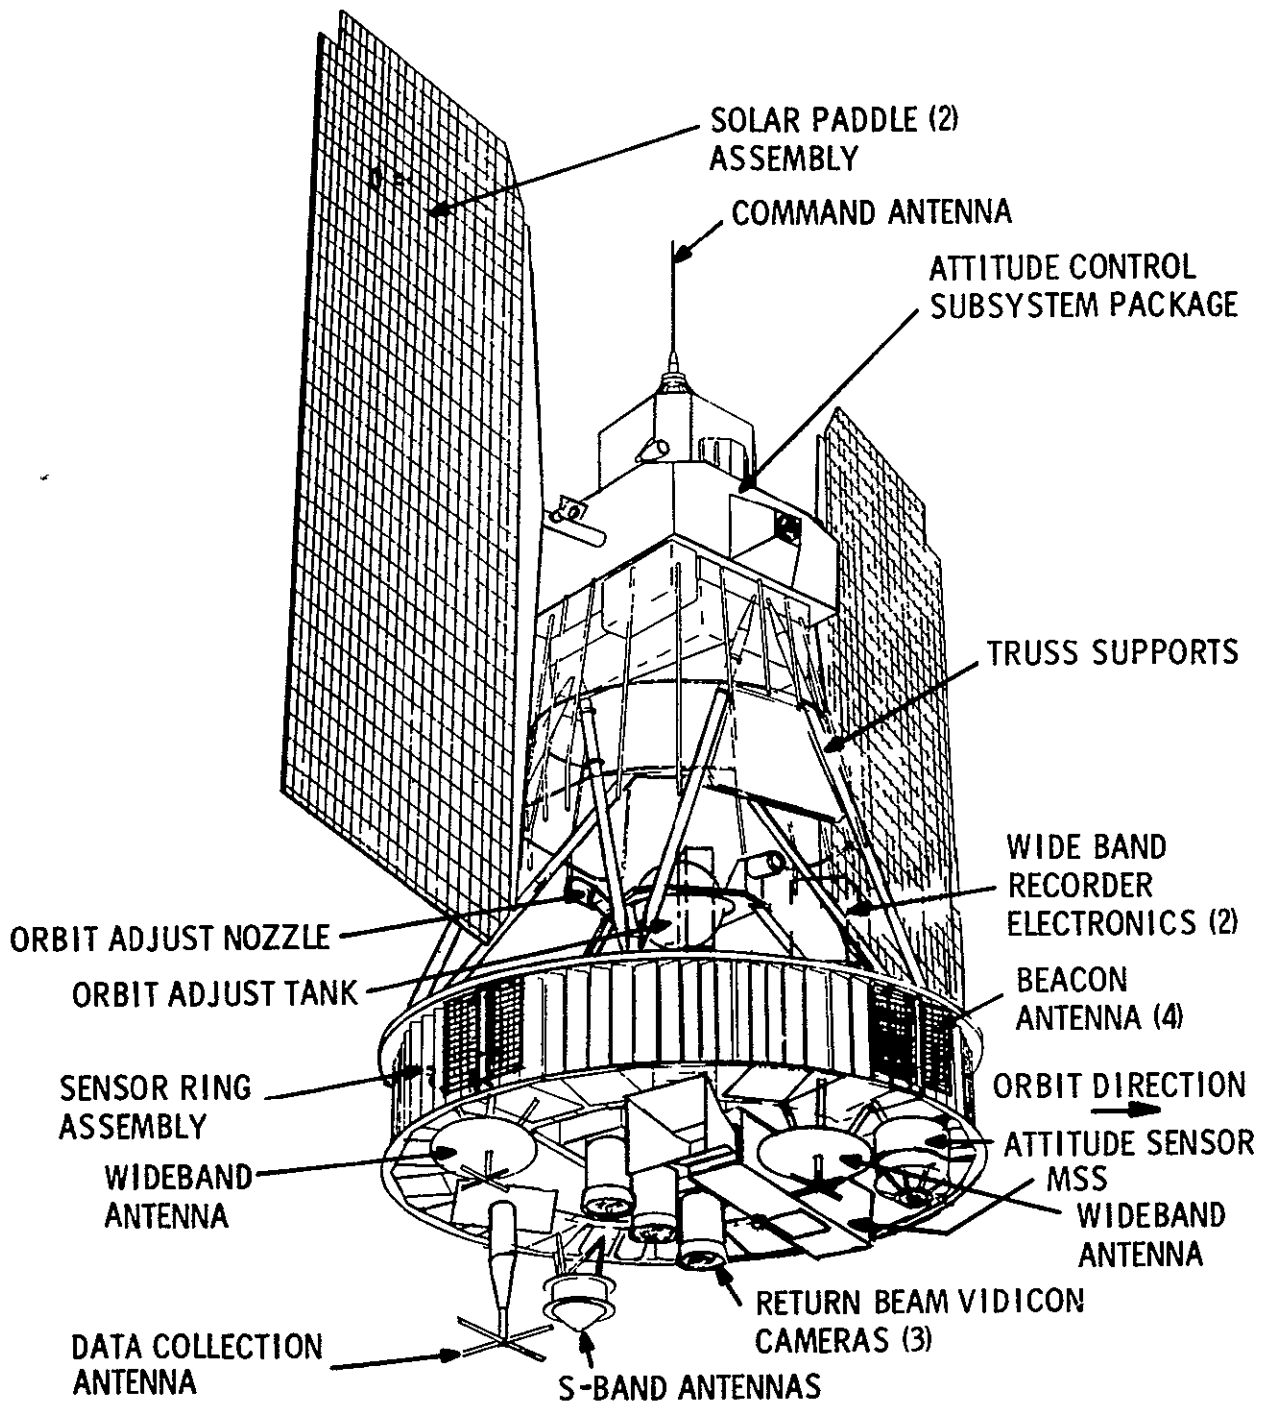 SOLAR PADDLE (2)
ASSEMBLY
COMMAND ANTENNA
ATTITUDE CONTROL
SUBSYSTEM PACKAGE
TRUSS SUPPORTS
WIDE BAND
RECORDER
ELECTRONICS (2)
ORBIT ADJUST NOZZLE
ORBIT ADJUST TANK
BEACON
ANTENNA (4)
SENSOR RING
ASSEMBLY
ORBIT DIRECTION
ATTITUDE SENSOR
MSS
WIDEBAND
ANTENNA
WIDEBAND
ANTENNA
RETURN BEAM VIDICON
CAMERAS (3)
DATA COLLECTION
ANTENNA
S-BAND ANTENNAS